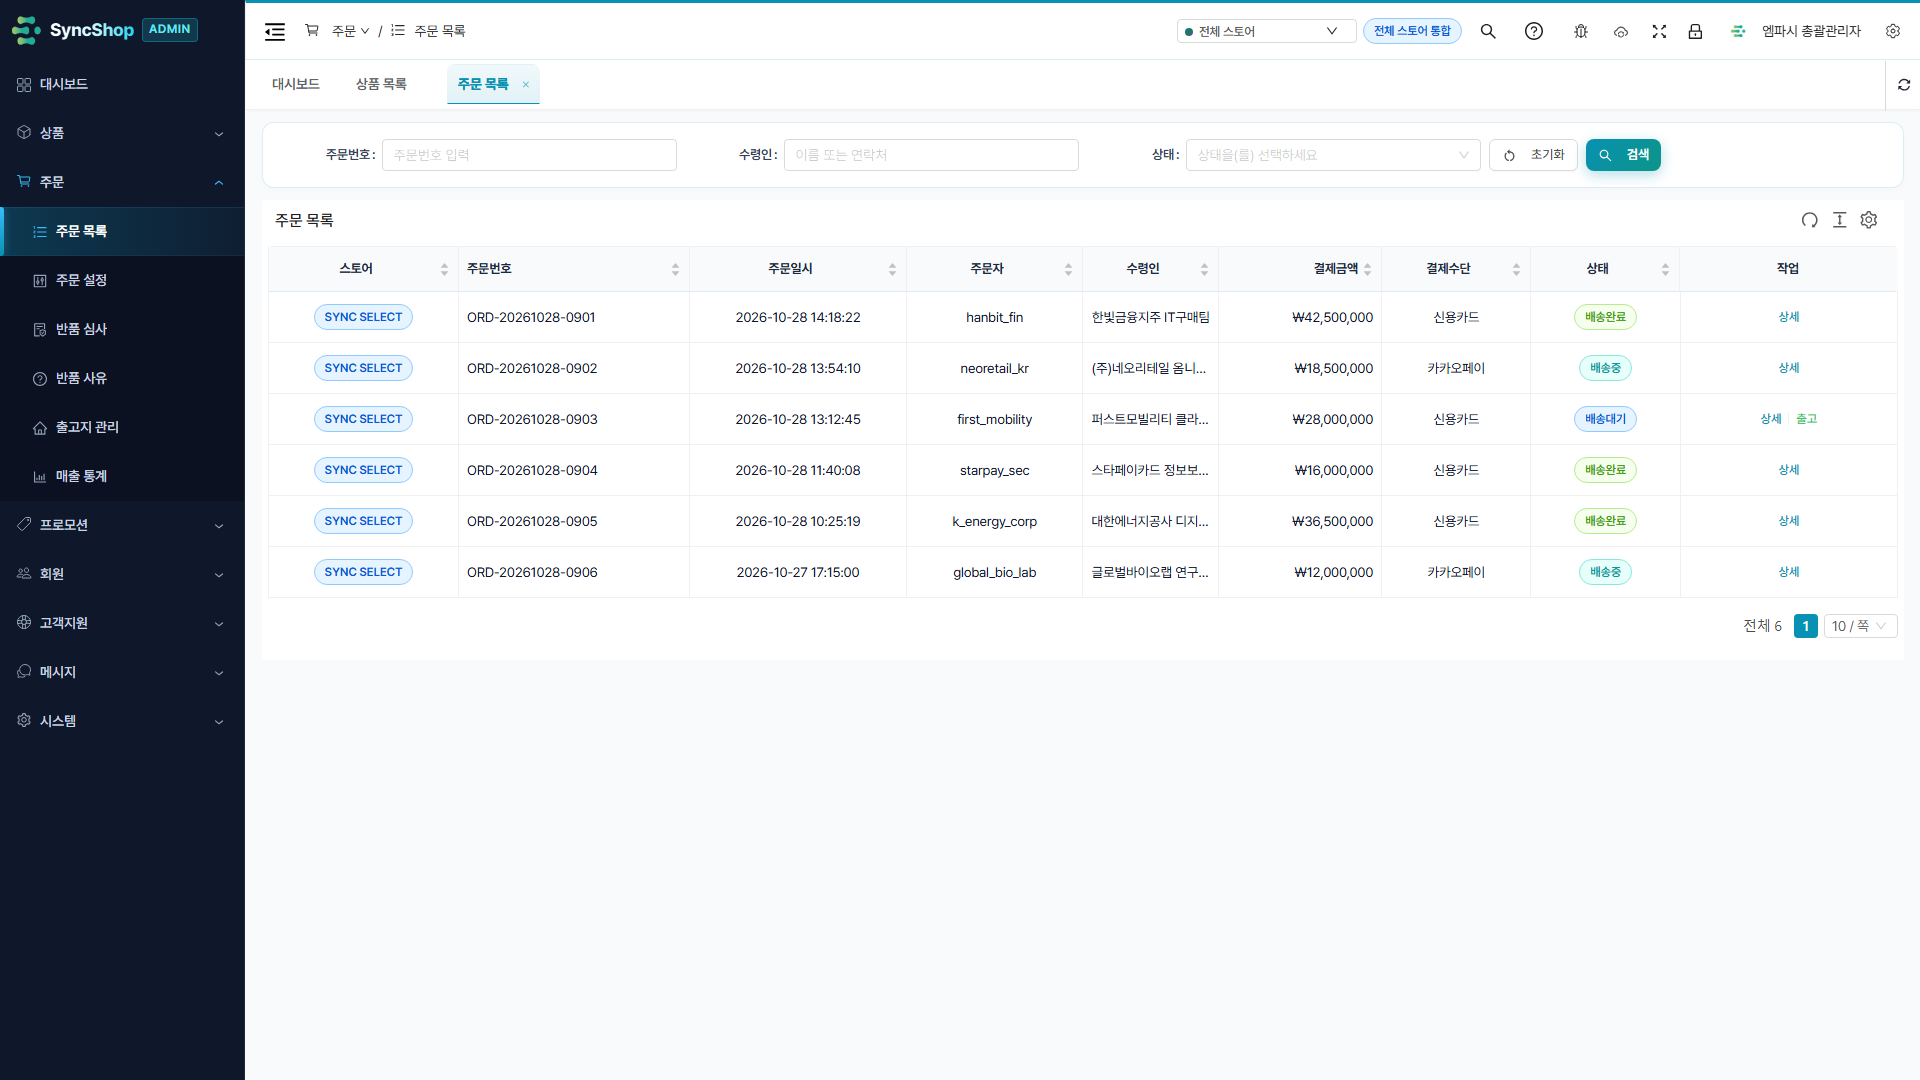 SyncShop ADMIN
대시보드
상품
주문
주문 목록
주문 설정
반품 심사
반품 사유
출고지 관리
매출 통계
프로모션
회원
고객지원
메시지
시스템
주문 / 주문 목록
전체 스토어
전체 스토어 통합
엠파시 총괄관리자
대시보드 상품 목록 주문 목록 ×
주문번호 : 주문번호 입력 수령인 : 이름 또는 연락처 상태 : 상태을(를) 선택하세요 초기화 검색
주문 목록
스토어 주문번호 주문일시 주문자 수령인 결제금액 결제수단 상태 작업
SYNC SELECT ORD-20261028-0901 2026-10-28 14:18:22 hanbit_fin 한빛금융지주 IT구매팀 ₩42,500,000 신용카드 배송완료 상세
SYNC SELECT ORD-20261028-0902 2026-10-28 13:54:10 neoretail_kr (주)네오리테일 옴니... ₩18,500,000 카카오페이 배송중 상세
SYNC SELECT ORD-20261028-0903 2026-10-28 13:12:45 first_mobility 퍼스트모빌리티 클라... ₩28,000,000 신용카드 배송대기 상세 출고
SYNC SELECT ORD-20261028-0904 2026-10-28 11:40:08 starpay_sec 스타페이카드 정보보... ₩16,000,000 신용카드 배송완료 상세
SYNC SELECT ORD-20261028-0905 2026-10-28 10:25:19 k_energy_corp 대한에너지공사 디지... ₩36,500,000 신용카드 배송완료 상세
SYNC SELECT ORD-20261028-0906 2026-10-27 17:15:00 global_bio_lab 글로벌바이오랩 연구... ₩12,000,000 카카오페이 배송중 상세
전체 6 1 10 / 쪽